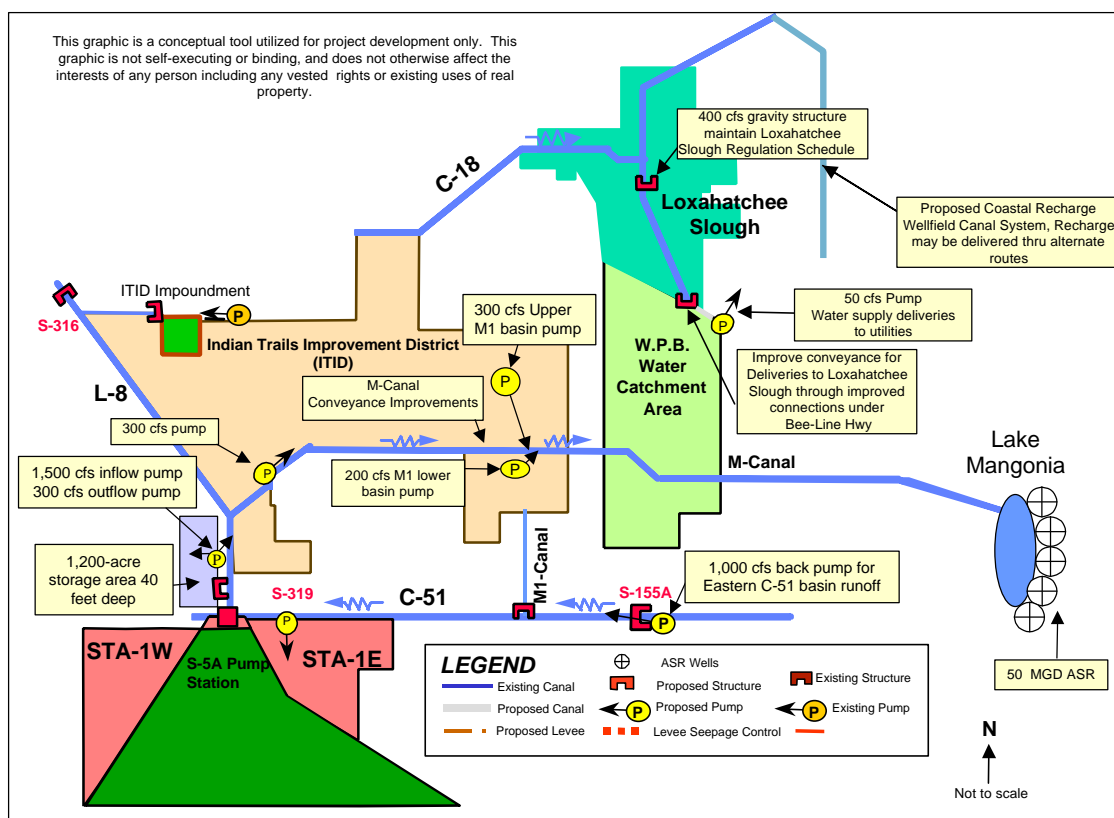 This graphic is a conceptual tool utilized for project development only. This
graphic is not self-executing or binding, and does not otherwise affect the
interests of any person including any vested rights or existing uses of real
property.
400 cfs gravity structure
maintain Loxahatchee
Slough Regulation Schedule
C-18
Loxahatchee
Slough
Proposed Coastal Recharge
Wellfield Canal System, Recharge
may be delivered thru alternate
routes
ITID Impoundment
S-316
P
300 cfs Upper
M1 basin pump
P
50 cfs Pump
Water supply deliveries
to utilities
Indian Trails Improvement District
(ITID)
W.P.B.
Water
Catchment
Area
Improve conveyance for
Deliveries to Loxahatchee
Slough through improved
connections under
Bee-Line Hwy
L-8
P
M-Canal
Conveyance Improvements
300 cfs pump
P
Lake
Mangonia
M-Canal
1,500 cfs inflow pump
300 cfs outflow pump
200 cfs M1 lower
basin pump
P
P
1,200-acre
storage area 40
feet deep
M1-Canal
1,000 cfs back pump for
Eastern C-51 basin runoff
S-319
C-51
S-155A
P
P
STA-1W
STA-1E
S-5A Pump
Station
50 MGD ASR
LEGEND
ASR Wells
Existing Canal
Proposed Structure
Existing Structure
Proposed Canal
P
Proposed Pump
P
Existing Pump
Proposed Levee
Levee Seepage Control
N
Not to scale